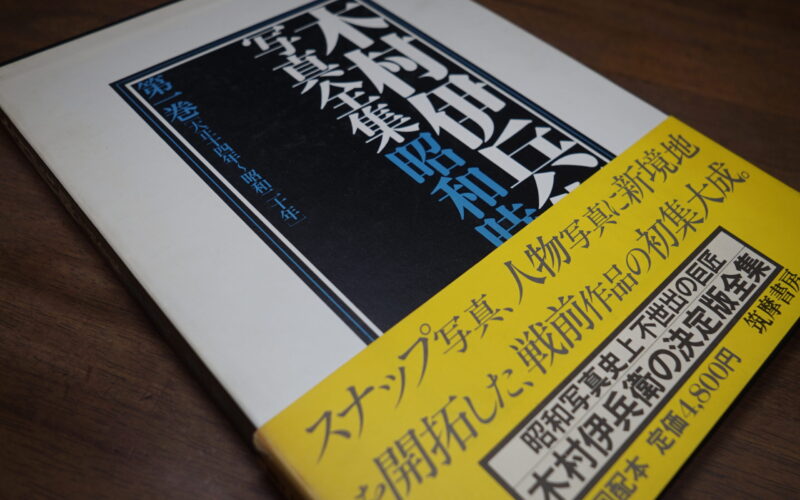 木村伊兵
写真全集昭和時
第一巻「大正十四年〜昭和二十年」
スナップ写真、人物写真に新境地
を開拓した、戦前作品の初集大成。
昭和写真史上不世出の巨匠
木村伊兵衛の決定版全集
回配本 定価4,800円 筑摩書房